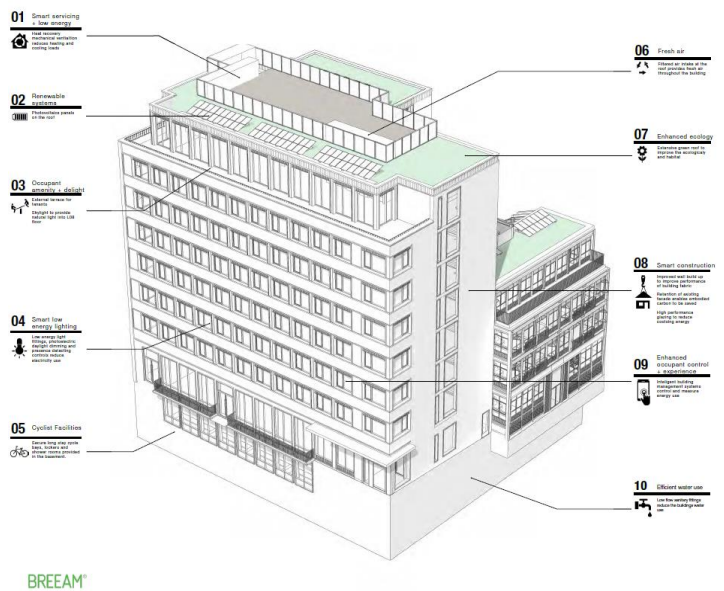 01 Smart servicing
+ low energy
Heat recovery
mechanical ventilation
reduces heating and
cooling loads
02 Renewable
systems
Photovoltaic panels
on the roof
03 Occupant
amenity + delight
External terrace for
tenants
Skylight to provide
natural light into LGB
floor
04 Smart low
energy lighting
Low energy light
fittings, photoelectric
daylight dimming and
presence detecting
controls reduce
electricity use
05 Cyclist Facilities
Secure long stay cycle
bays, lockers and
shower rooms provided
in the basement.
06 Fresh air
Filtered air intake at the
roof provides fresh air
throughout the building
07 Enhanced ecology
Extensive green roof to
improve the ecologicaly
and habitat
08 Smart construction
Improved wall build up
to improve performance
of building fabric
Retention of existing
facade enables embodied
carbon to be saved
High performance
glazing to reduce
cooling energy
09 Enhanced
occupant control
+ experience
Inteligent building
management systems
control and measure
energy use
10 Efficient water use
Low flow sanitary fittings
reduce the buildings water
use
BREEAM®